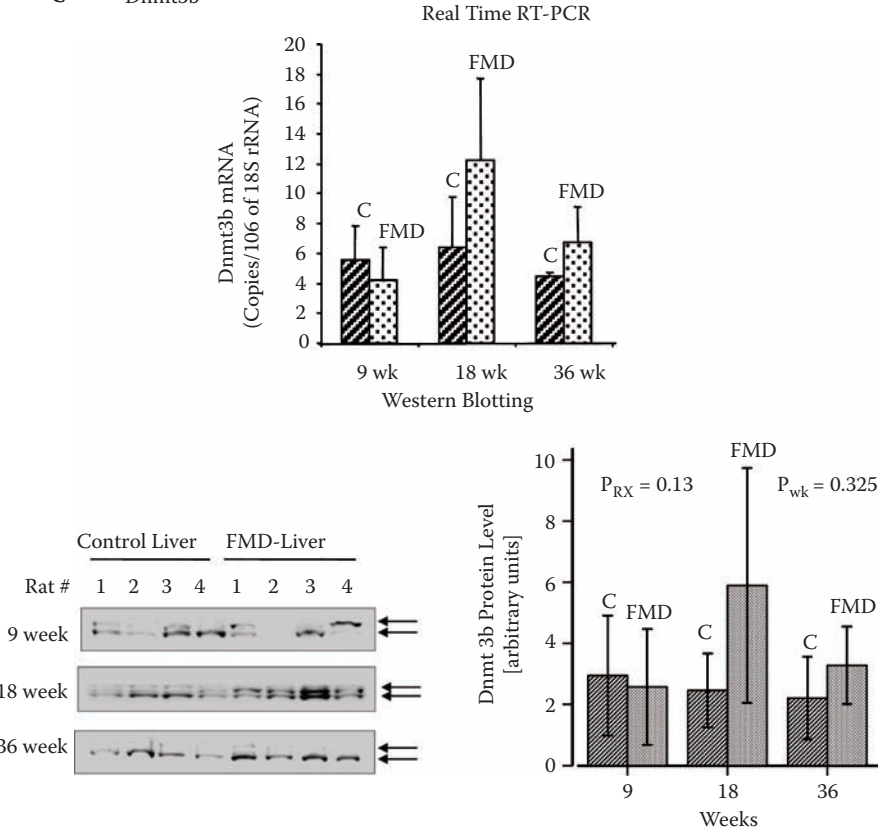 Real Time RT-PCR
Dnmt3b mRNA
(Copies/106 of 18S rRNA)
20
18
16
14
12
10
8
6
4
2
0
C
FMD
C
FMD
C
FMD
9 wk 18 wk 36 wk
Western Blotting
Control Liver FMD-Liver
Rat # 1 2 3 4 1 2 3 4
9 week
18 week
36 week
Dnmt 3b Protein Level
[arbitrary units]
10
8
6
4
2
0
P_RX = 0.13
P_wk = 0.325
C
FMD
C
FMD
C
FMD
9 18 36
Weeks